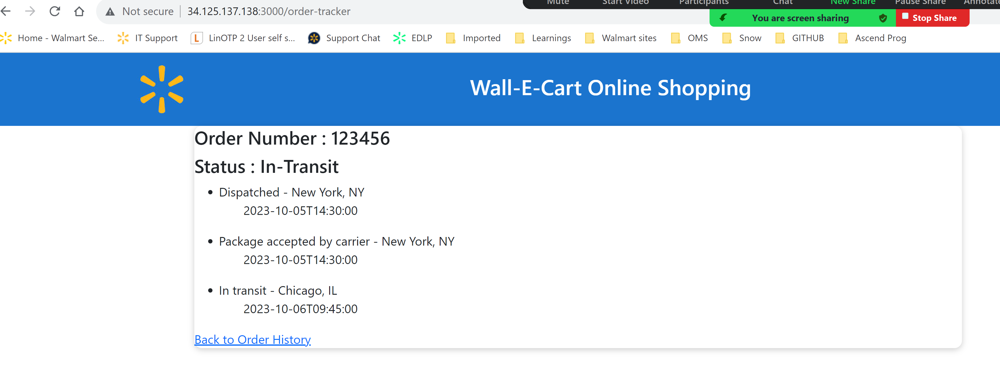 Mute Start Video Participants Chat New Share Pause Share Annotate
Not secure 34.125.137.138:3000/order-tracker
You are screen sharing Stop Share
Home - Walmart Se... IT Support LinOTP 2 User self s... Support Chat EDLP Imported Learnings Walmart sites OMS Snow GITHUB Ascend Prog
Wall-E-Cart Online Shopping
Order Number : 123456
Status : In-Transit
Dispatched - New York, NY
2023-10-05T14:30:00
Package accepted by carrier - New York, NY
2023-10-05T14:30:00
In transit - Chicago, IL
2023-10-06T09:45:00
Back to Order History